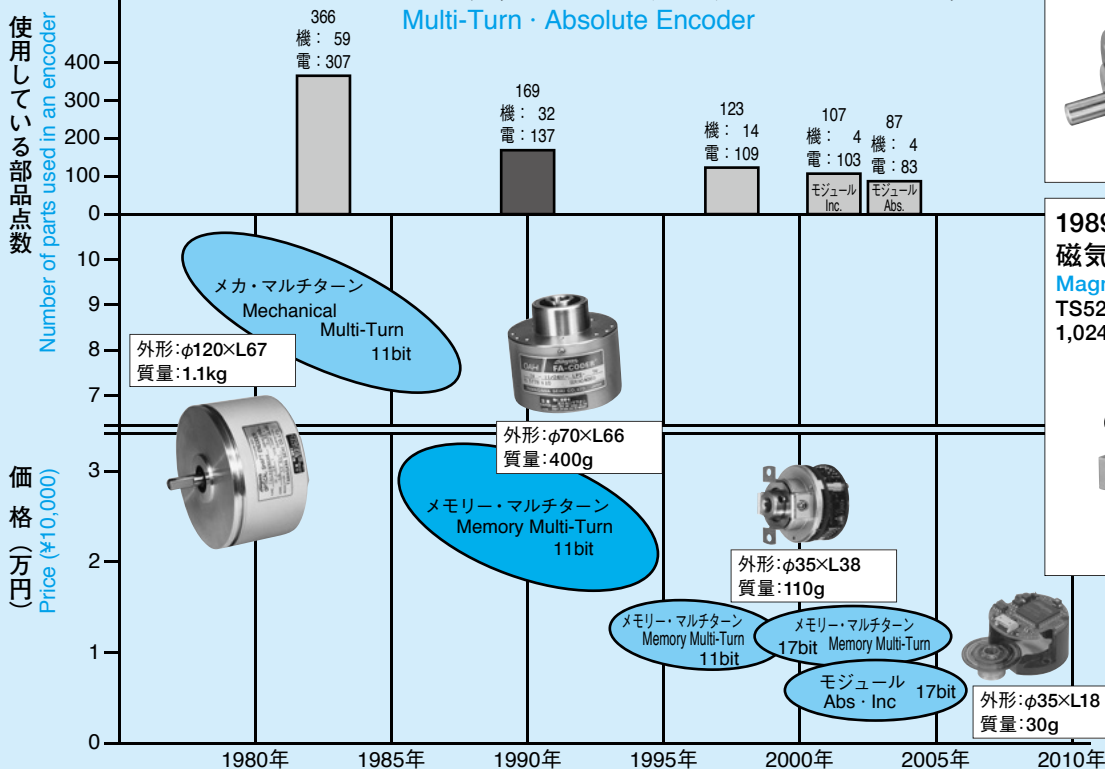 Multi-Turn · Absolute Encoder
使用している部品点数
Number of parts used in an encoder
400
300
200
100
0
366
機： 59
電：307
169
機： 32
電：137
123
機： 14
電：109
107
機： 4
電：103
87
機： 4
電：83
モジュール
Inc.
モジュール
Abs.
10
9
8
7
メカ・マルチターン
Mechanical
Multi-Turn
11bit
外形：φ120×L67
質量：1.1kg
FA-CODER
外形：φ70×L66
質量：400g
価格（万円）
Price (¥10,000)
3
2
1
0
メモリー・マルチターン
Memory Multi-Turn
11bit
外形：φ35×L38
質量：110g
メモリー・マルチターン
Memory Multi-Turn
11bit
メモリー・マルチターン
17bit Memory Multi-Turn
モジュール 17bit
Abs · Inc
外形：φ35×L18
質量：30g
1980年 1985年 1990年 1995年 2000年 2005年 2010年
1989
磁気
Magn
TS52
1,024